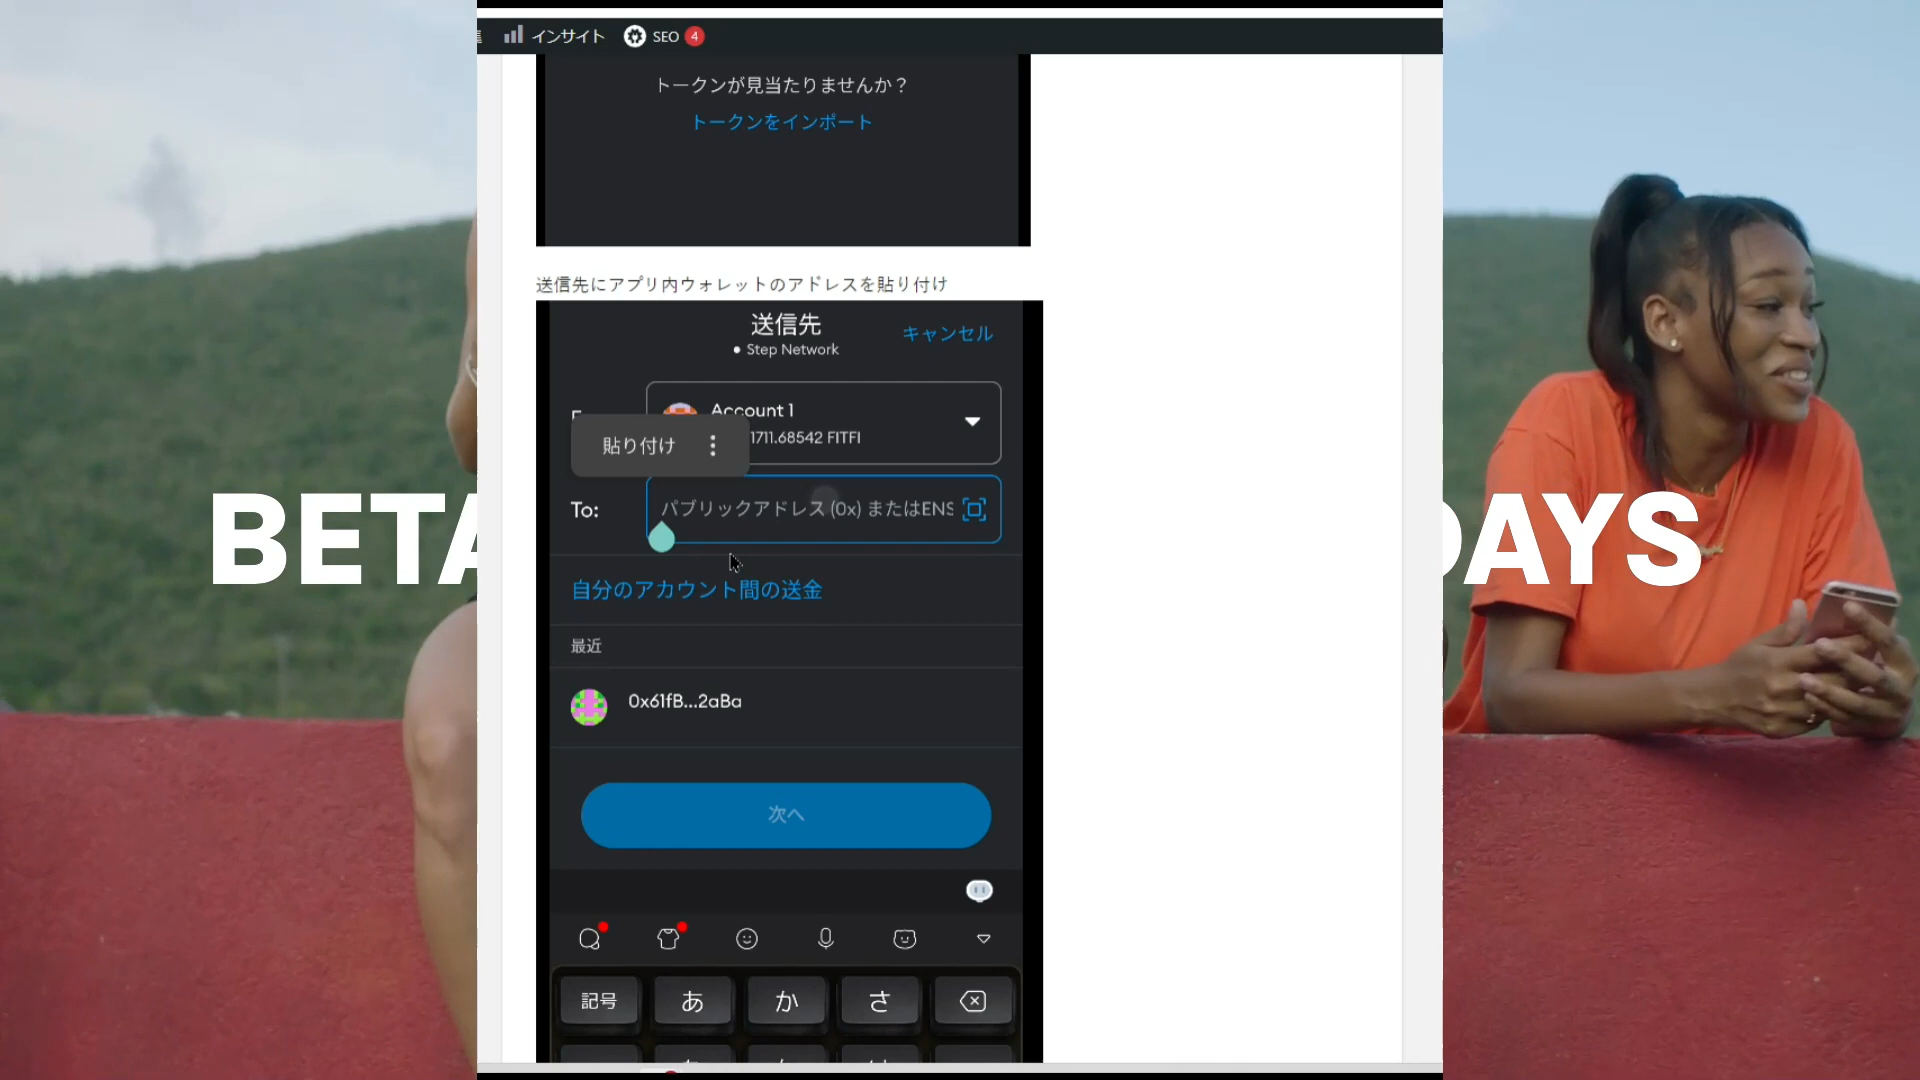 インサイト SEO 4
トークンが見当たりませんか？
トークンをインポート
送信先にアプリ内ウォレットのアドレスを貼り付け
送信先
キャンセル
Step Network
Account 1
1711.68542 FITFI
貼り付け
To:
パブリックアドレス (0x) またはENS
自分のアカウント間の送金
最近
0x61fB...2aBa
次へ
記号 あ か さ
BETA
DAYS